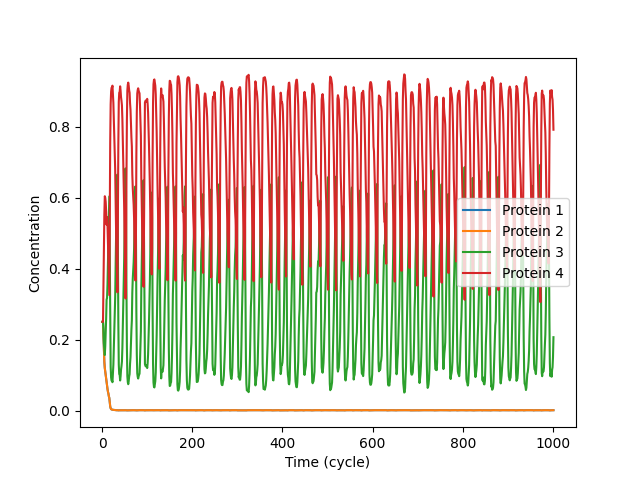 Concentration
0.8
0.6
0.4
0.2
0.0
Protein 1
Protein 2
Protein 3
Protein 4
0 200 400 600 800 1000
Time (cycle)